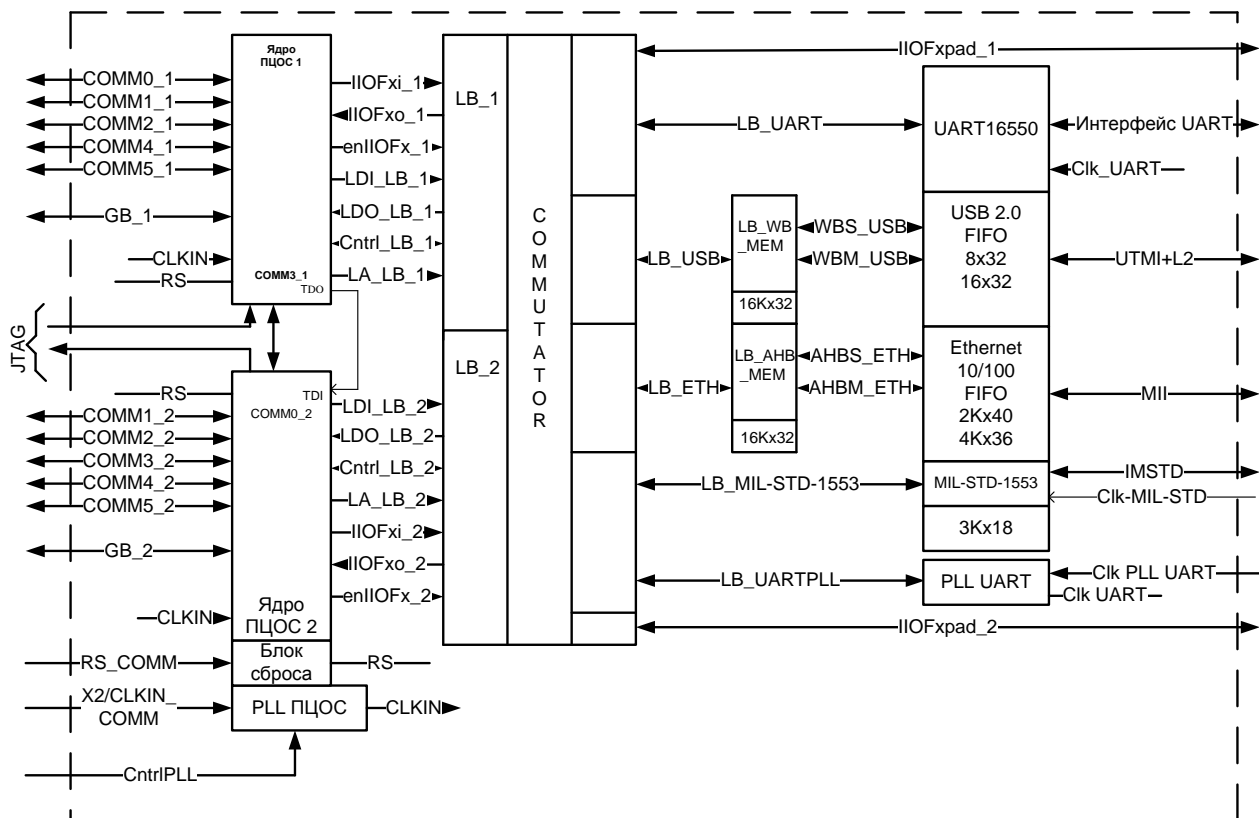 Ядро
ПЦОС 1
COMM0_1
COMM1_1
COMM2_1
COMM4_1
COMM5_1
GB_1
CLKIN
RS
COMM3_1
TDO
IIOFxi_1
IIOFxo_1
enIIOFx_1
LDI_LB_1
LDO_LB_1
Cntrl_LB_1
LA_LB_1
JTAG
RS
COMM1_2
COMM2_2
COMM3_2
COMM4_2
COMM5_2
GB_2
CLKIN
TDI
COMM0_2
Ядро
ПЦОС 2
LDI_LB_2
LDO_LB_2
Cntrl_LB_2
LA_LB_2
IIOFxi_2
IIOFxo_2
enIIOFx_2
RS_COMM
Блок
сброса
RS
X2/CLKIN_
COMM
PLL ПЦОС
CLKIN
CntrlPLL
LB_1
LB_2
COMMUTATOR
IIOFxpad_1
LB_UART
UART16550
Интерфейс UART
Clk_UART
LB_USB
LB_WB
_MEM
16Kx32
WBS_USB
WBM_USB
USB 2.0
FIFO
8x32
16x32
UTMI+L2
LB_ETH
LB_AHB
_MEM
16Kx32
AHBS_ETH
AHBM_ETH
Ethernet
10/100
FIFO
2Kx40
4Kx36
MII
LB_MIL-STD-1553
MIL-STD-1553
3Kx18
IMSTD
Clk-MIL-STD
LB_UARTPLL
PLL UART
Clk PLL UART
Clk UART
IIOFxpad_2